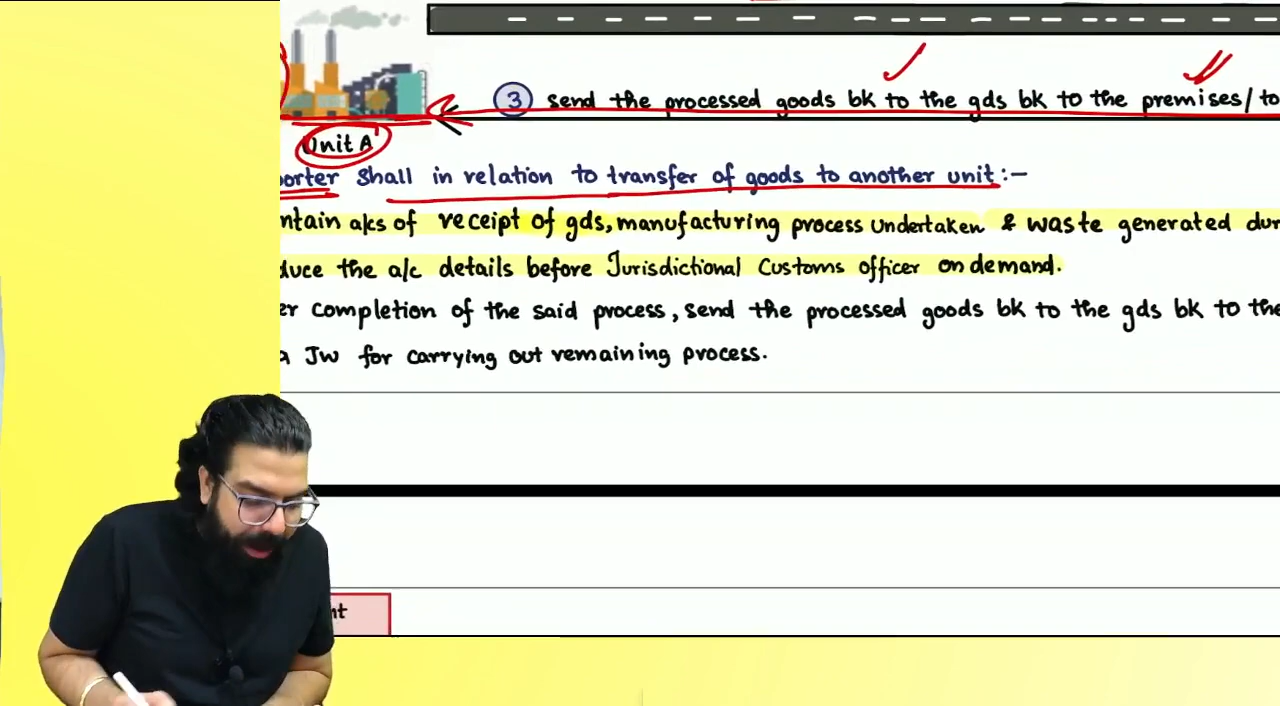 3 send the processed goods bk to the gds bk to the premises/ to
Unit A
porter Shall in relation to transfer of goods to another unit :-
ntain a/cs of receipt of gds, manufacturing process undertaken & waste generated dur
duce the a/c details before Jurisdictional Customs officer on demand.
er completion of the said process, send the processed goods bk to the gds bk to the
a JW for carrying out remaining process.
nt